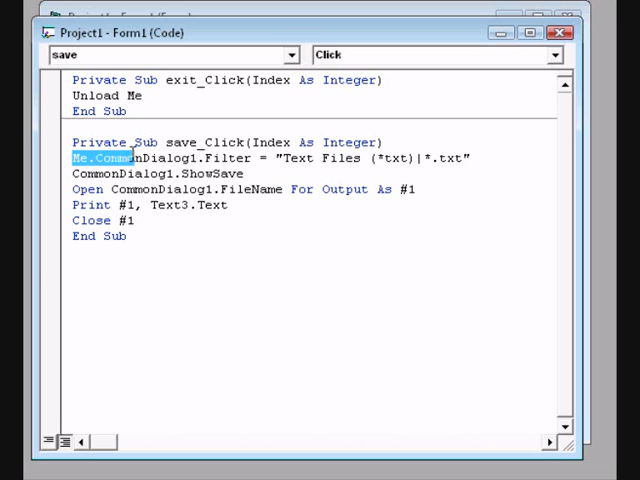 Project1 - Form1 (Code)
save
Click
Private Sub exit_Click(Index As Integer)
Unload Me
End Sub
Private Sub save_Click(Index As Integer)
Me.CommonDialog1.Filter = "Text Files (*txt)|*.txt"
CommonDialog1.ShowSave
Open CommonDialog1.FileName For Output As #1
Print #1, Text3.Text
Close #1
End Sub